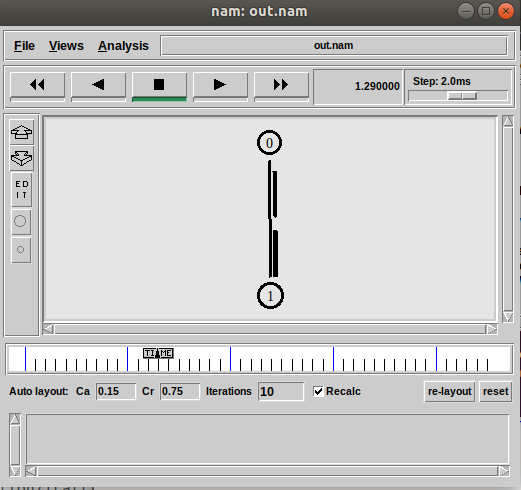 nam: out.nam
File Views Analysis out.nam
1.290000 Step: 2.0ms
0
ED
IT
1
TIME
Auto layout: Ca 0.15 Cr 0.75 Iterations 10 Recalc re-layout reset